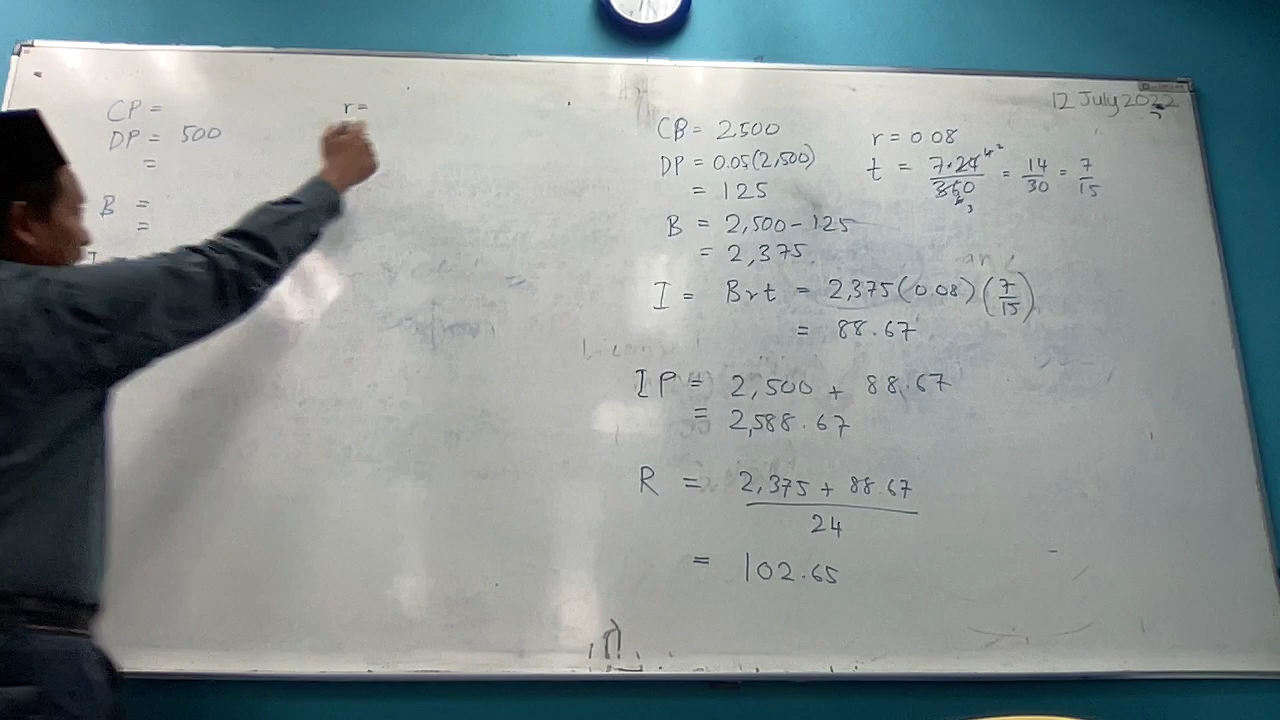 12 July 2022
CP =
DP = 500
=
B =
=
I
r =
CB = 2,500
DP = 0.05(2,500)
= 125
B = 2,500 - 125
= 2,375
r = 0.08
t = 7·24/360 = 14/30 = 7/15
I = Brt = 2,375(0.08)(7/15)
= 88.67
IP = 2,500 + 88.67
= 2,588.67
R = 2,375 + 88.67
24
= 102.65